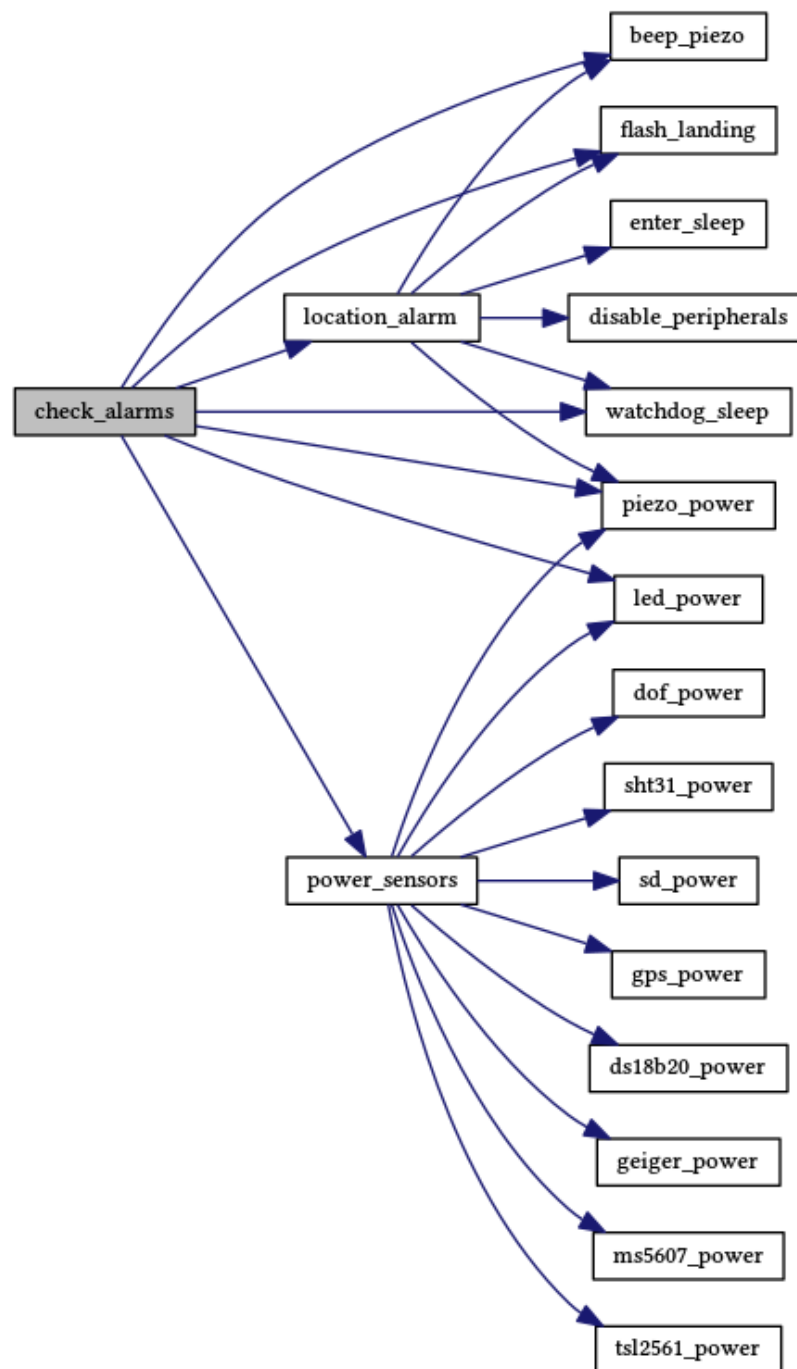 beep_piezo
flash_landing
enter_sleep
location_alarm
disable_peripherals
check_alarms
watchdog_sleep
piezo_power
led_power
dof_power
sht31_power
power_sensors
sd_power
gps_power
ds18b20_power
geiger_power
ms5607_power
tsl2561_power